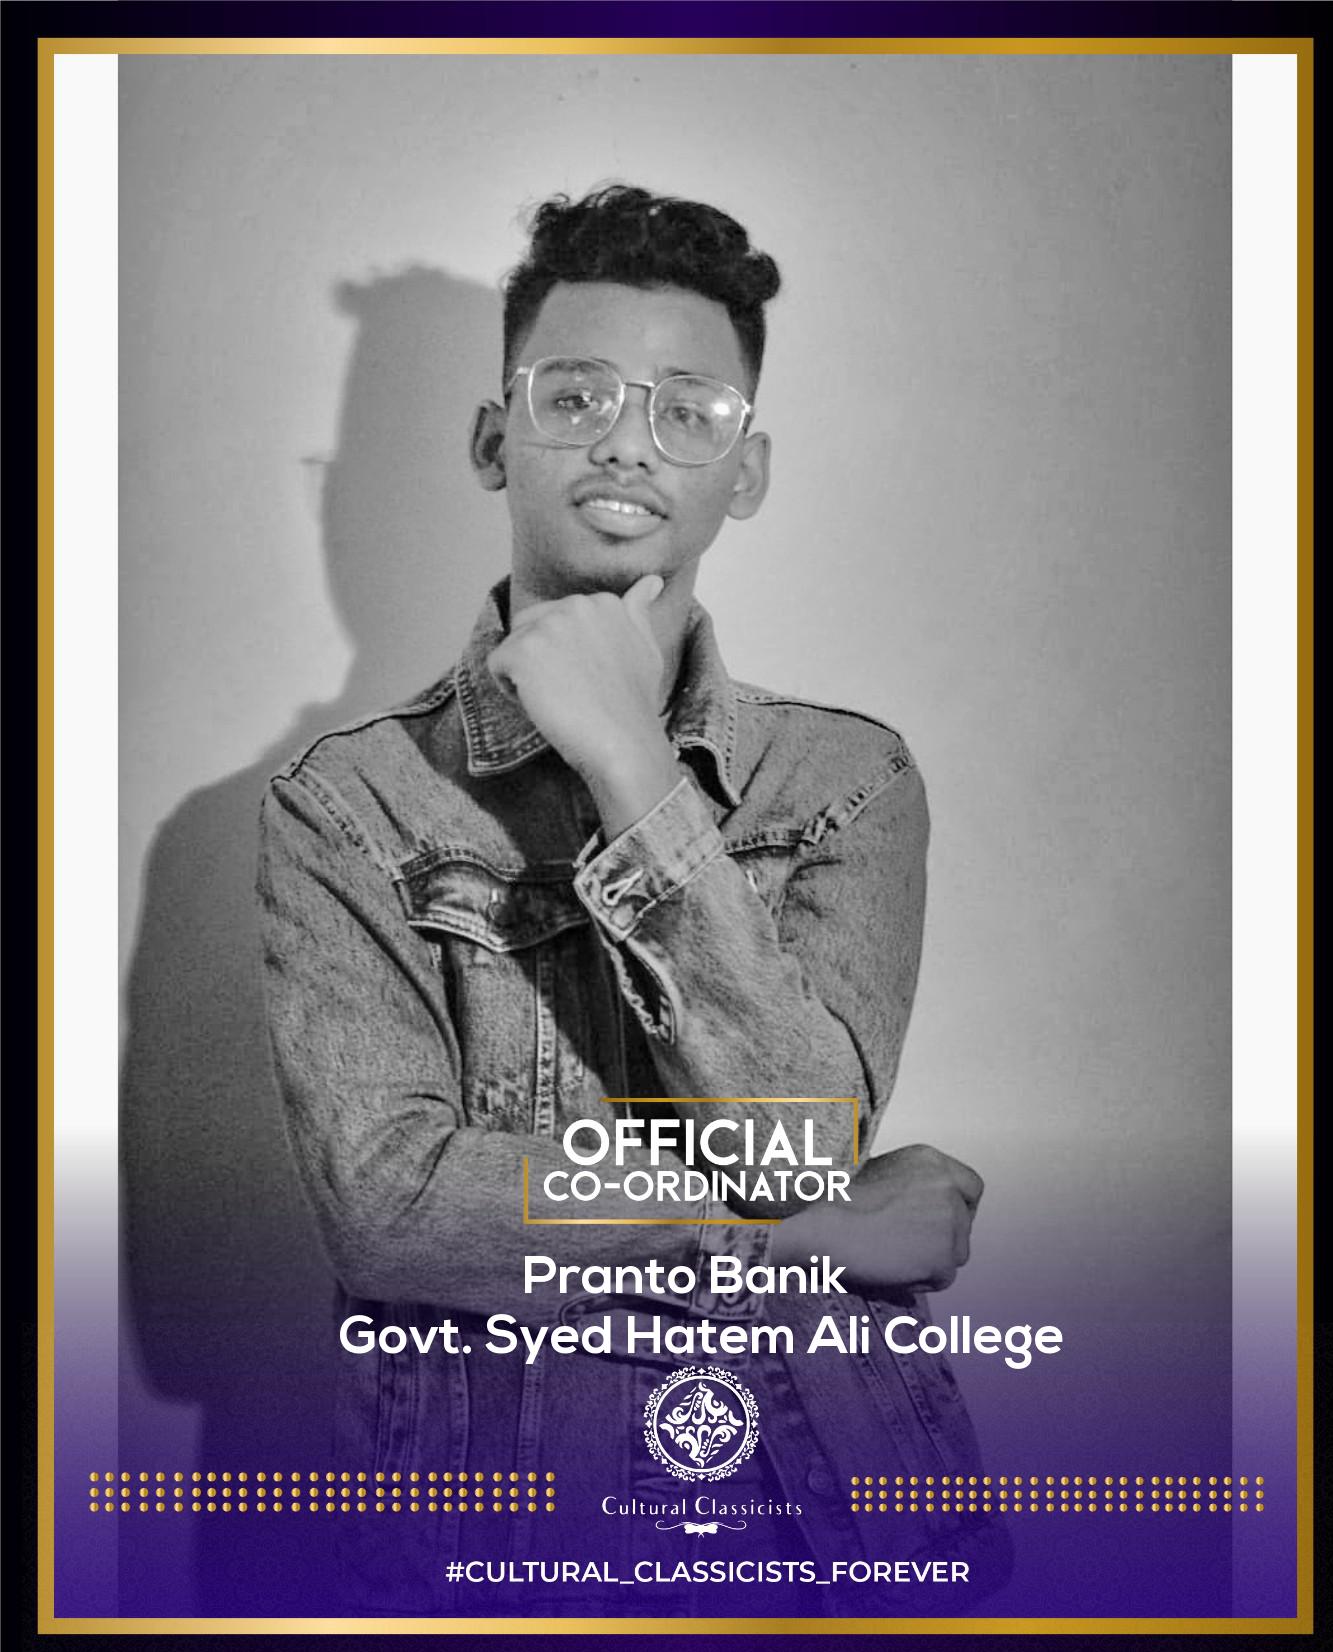 OFFICIAL
CO-ORDINATOR
Pranto Banik
Govt. Syed Hatem Ali College
Cultural Classicists
#CULTURAL_CLASSICISTS_FOREVER